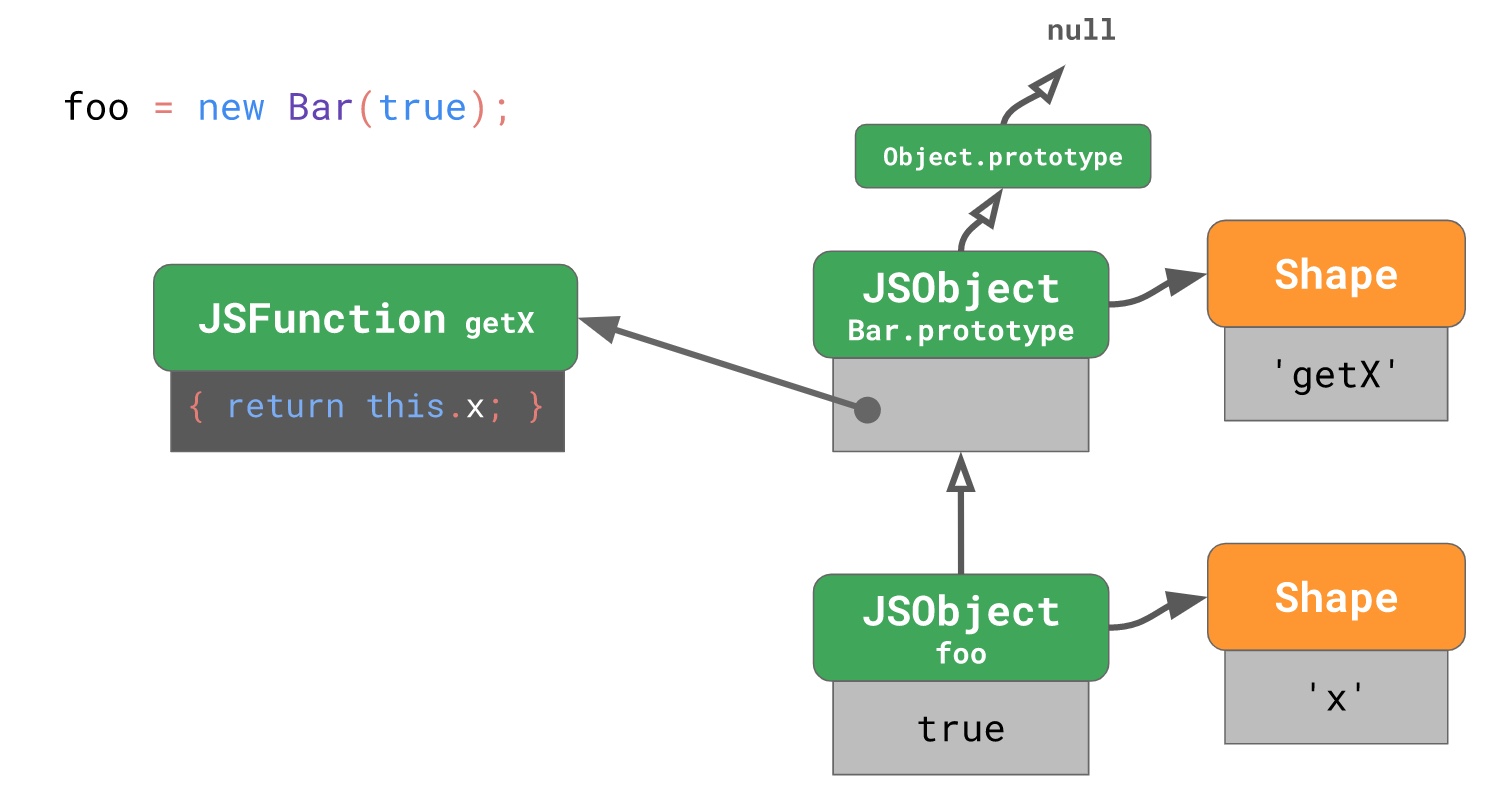 null
foo = new Bar(true);
Object.prototype
JSFunction getX
{ return this.x; }
JSObject
Bar.prototype
Shape
'getX'
JSObject
foo
true
Shape
'x'